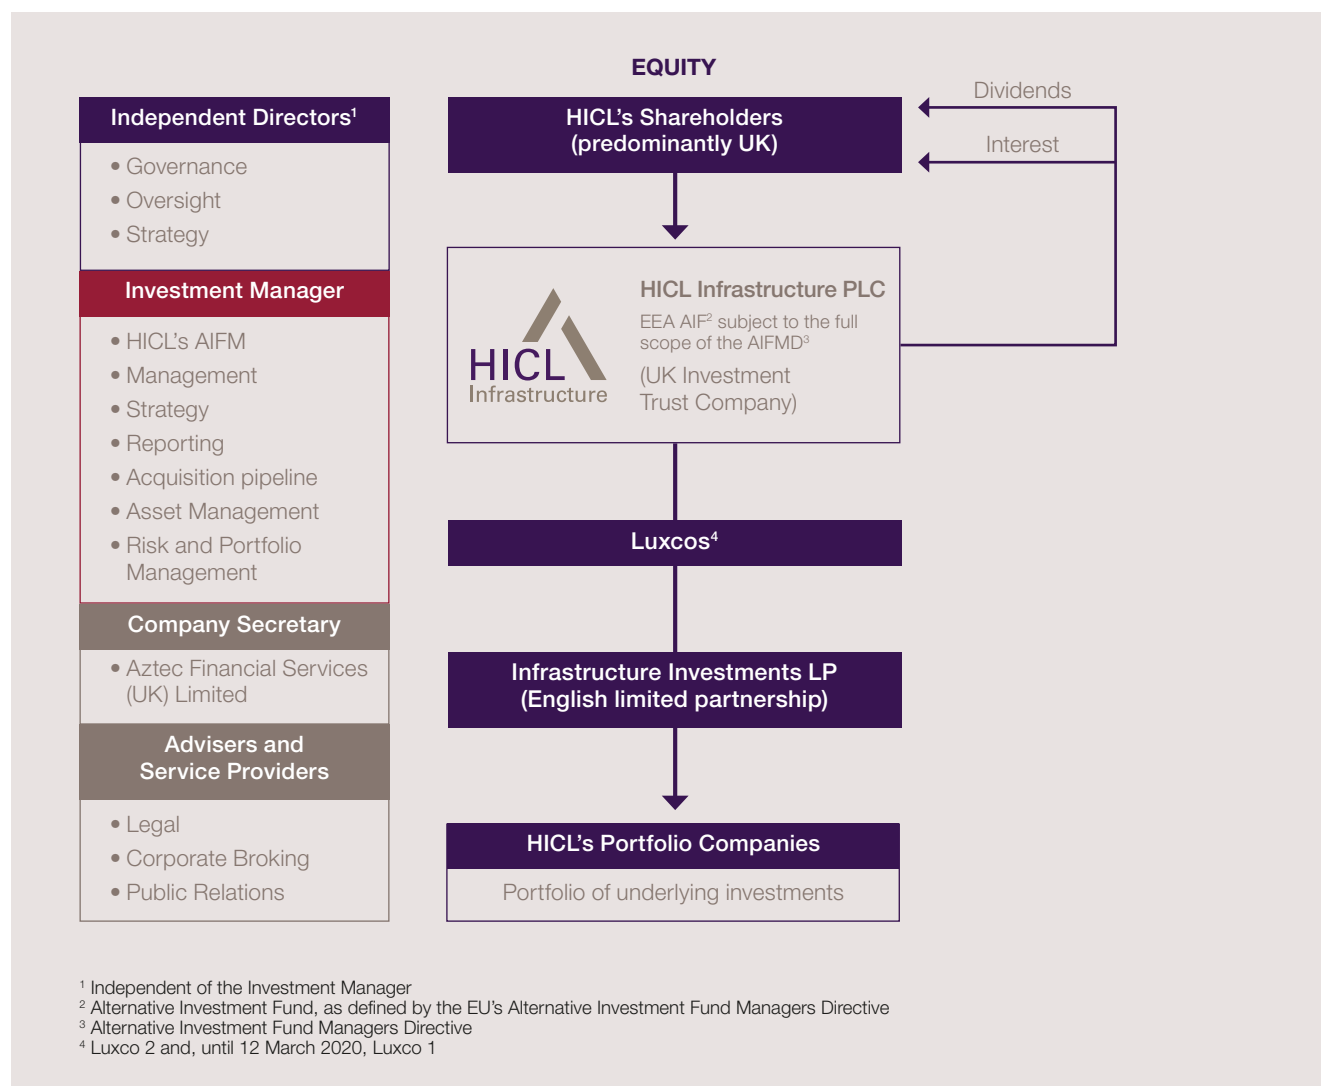 EQUITY
Independent Directors¹
• Governance
• Oversight
• Strategy
Investment Manager
• HICL's AIFM
• Management
• Strategy
• Reporting
• Acquisition pipeline
• Asset Management
• Risk and Portfolio
Management
Company Secretary
• Aztec Financial Services
(UK) Limited
Advisers and
Service Providers
• Legal
• Corporate Broking
• Public Relations
HICL's Shareholders
(predominantly UK)
Dividends
Interest
HICL
Infrastructure
HICL Infrastructure PLC
EEA AIF² subject to the full
scope of the AIFMD³
(UK Investment
Trust Company)
Luxcos⁴
Infrastructure Investments LP
(English limited partnership)
HICL's Portfolio Companies
Portfolio of underlying investments
¹ Independent of the Investment Manager
² Alternative Investment Fund, as defined by the EU's Alternative Investment Fund Managers Directive
³ Alternative Investment Fund Managers Directive
⁴ Luxco 2 and, until 12 March 2020, Luxco 1